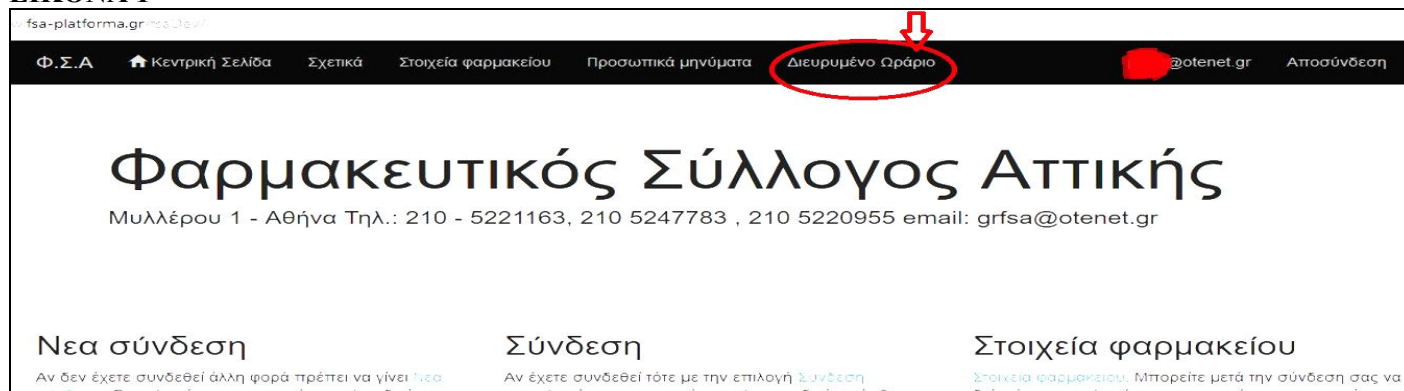 fsa-platforma.gr
Φ.Σ.Α Κεντρική Σελίδα Σχετικά Στοιχεία φαρμακείου Προσωπικά μηνύματα Διευρυμένο Ωράριο @otenet.gr Αποσύνδεση
Φαρμακευτικός Σύλλογος Αττικής
Μυλλέρου 1 - Αθήνα Τηλ.: 210 - 5221163, 210 5247783 , 210 5220955 email: grfsa@otenet.gr
Νεα σύνδεση Σύνδεση Στοιχεία φαρμακείου
Αν δεν έχετε συνδεθεί άλλη φορά πρέπει να γίνει Νεα Αν έχετε συνδεθεί τότε με την επιλογή Σύνδεση Στοιχεία φαρμακείου. Μπορείτε μετά την σύνδεση σας να